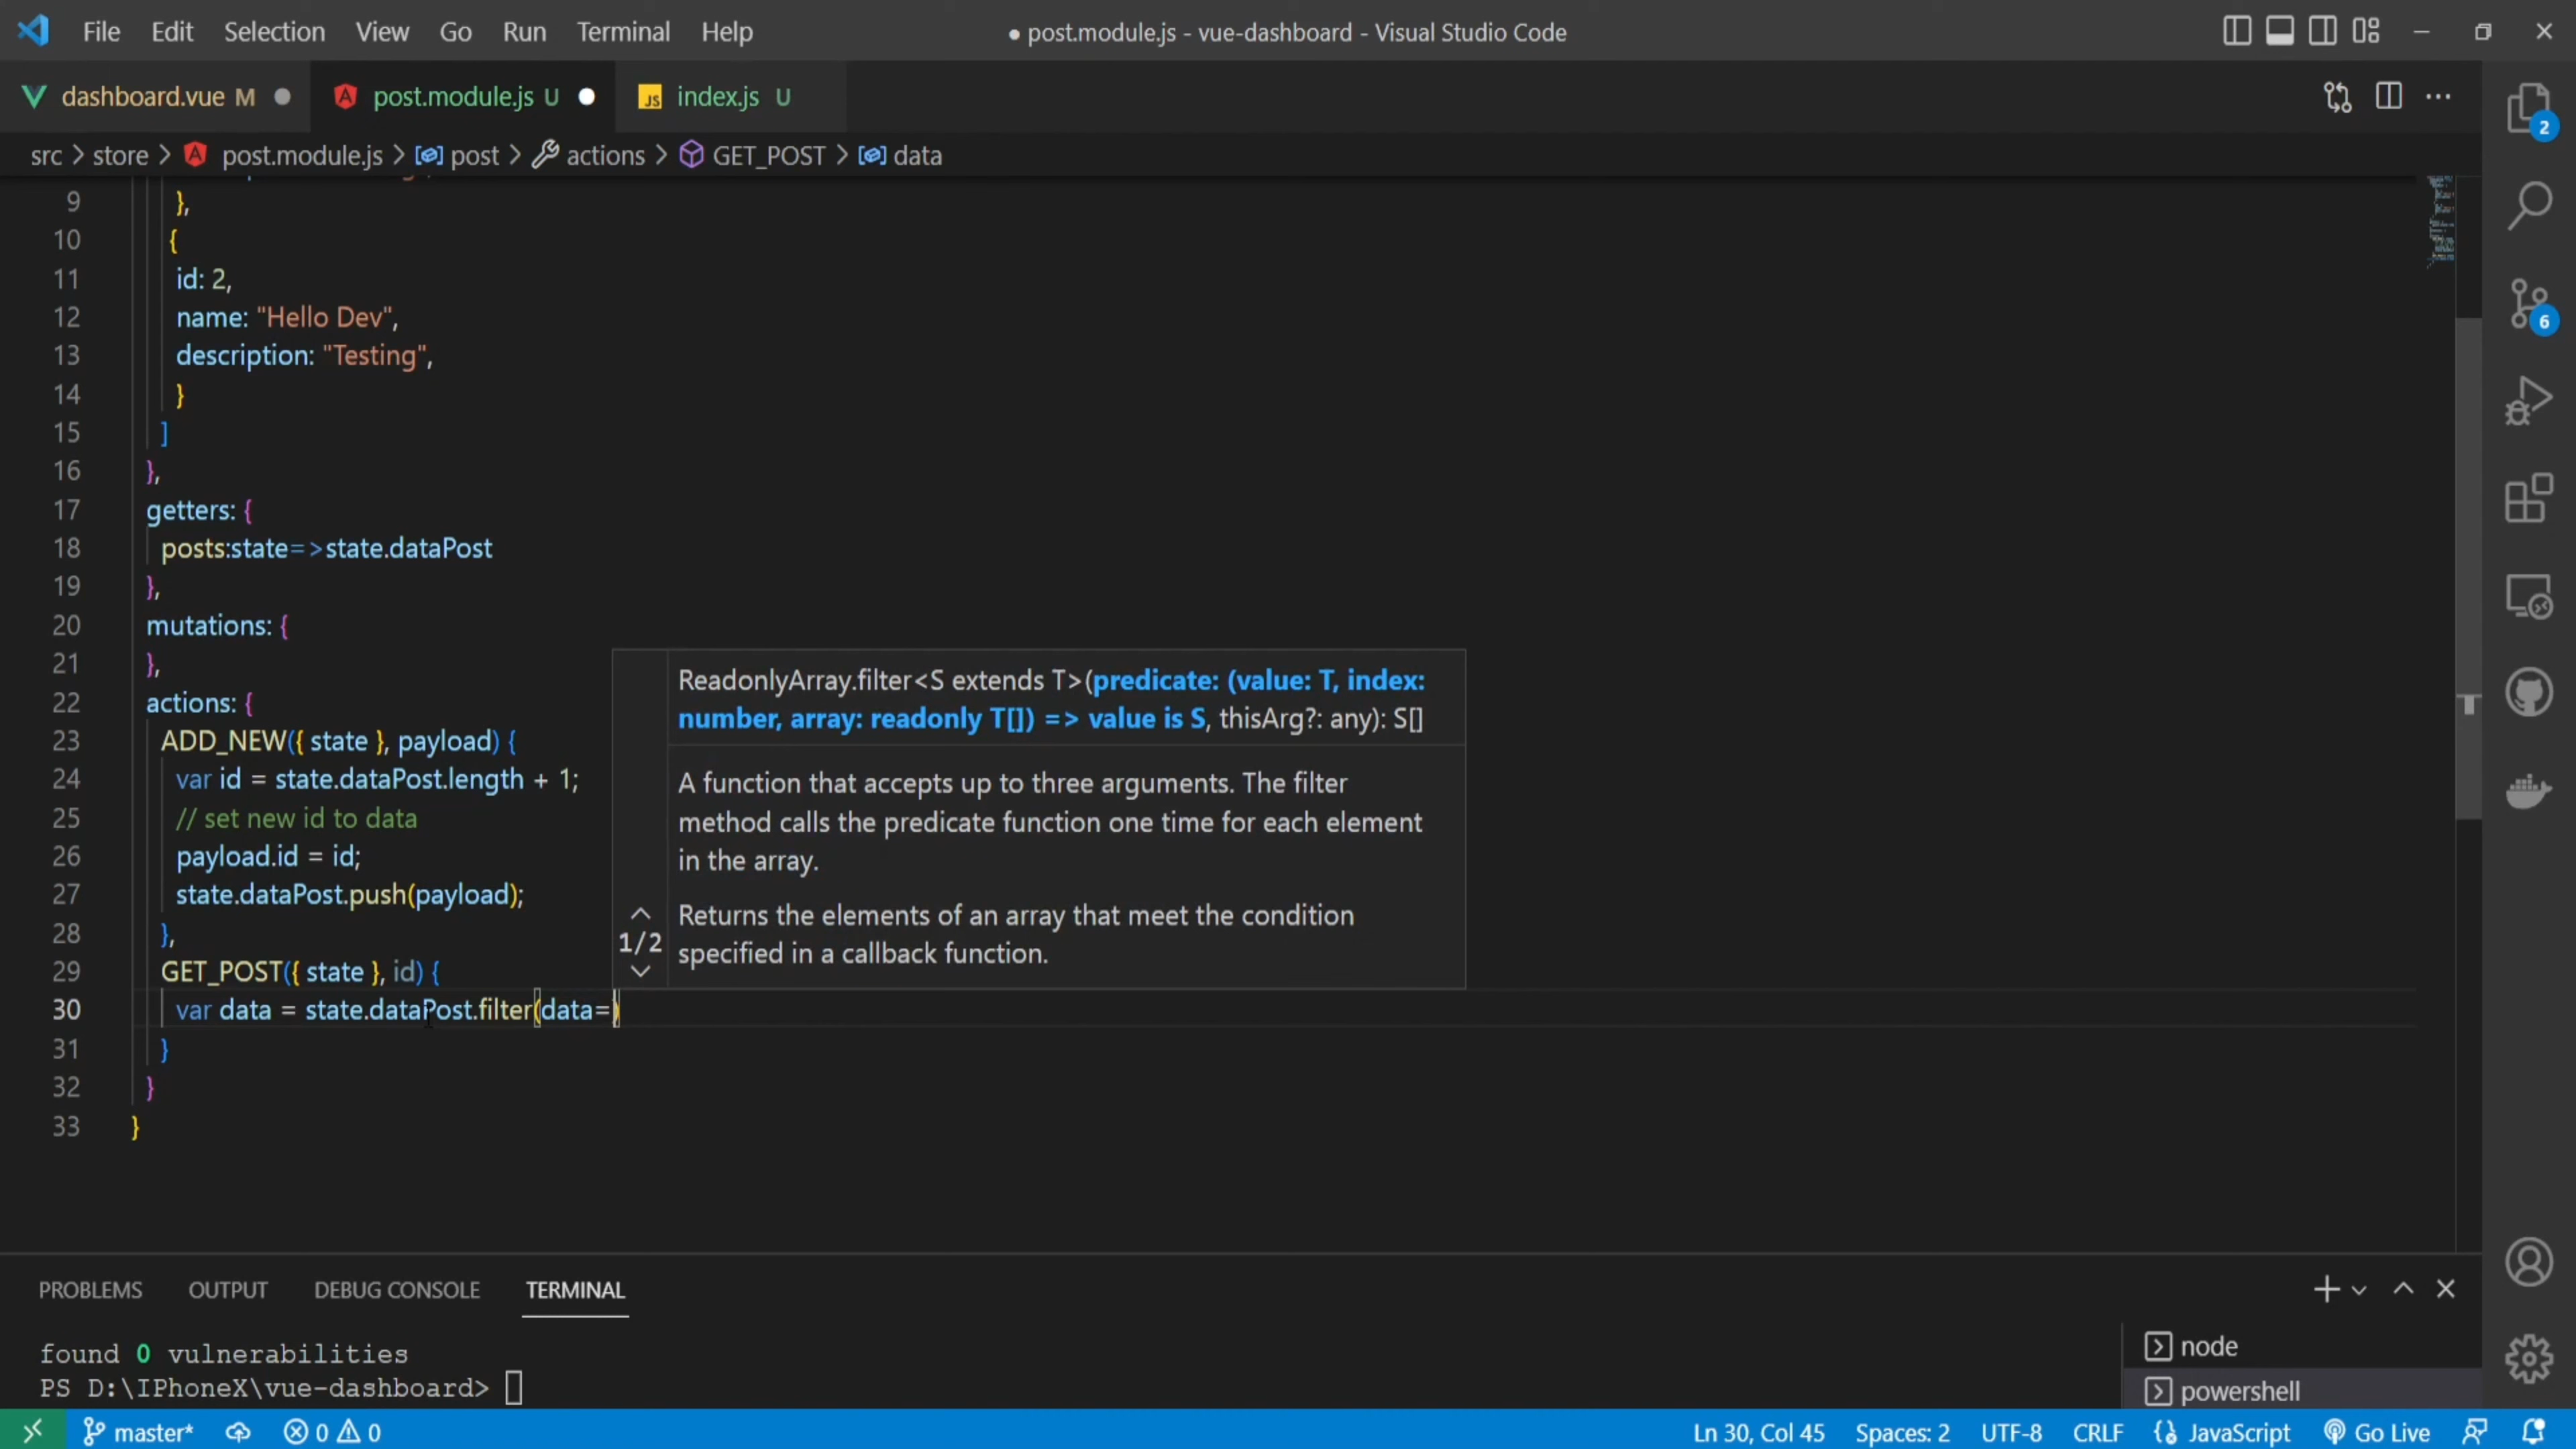 File Edit Selection View Go Run Terminal Help ● post.module.js - vue-dashboard - Visual Studio Code
dashboard.vue M post.module.js U JS index.js U
src > store > post.module.js > post > actions > GET_POST > data
9 },
10 {
11 id: 2,
12 name: "Hello Dev",
13 description: "Testing",
14 }
15 ]
16 },
17 getters: {
18 posts:state=>state.dataPost
19 },
20 mutations: {
21 },
22 actions: {
23 ADD_NEW({ state }, payload) {
24 var id = state.dataPost.length + 1;
25 // set new id to data
26 payload.id = id;
27 state.dataPost.push(payload);
28 },
29 GET_POST({ state }, id) {
30 var data = state.dataPost.filter(data=)
31 }
32 }
33 }
ReadonlyArray.filter<S extends T>(predicate: (value: T, index:
number, array: readonly T[]) => value is S, thisArg?: any): S[]
A function that accepts up to three arguments. The filter
method calls the predicate function one time for each element
in the array.
Returns the elements of an array that meet the condition
specified in a callback function.
1/2
2
6
PROBLEMS OUTPUT DEBUG CONSOLE TERMINAL
found 0 vulnerabilities
PS D:\IPhoneX\vue-dashboard>
node
powershell
master* 0 0 Ln 30, Col 45 Spaces: 2 UTF-8 CRLF JavaScript Go Live